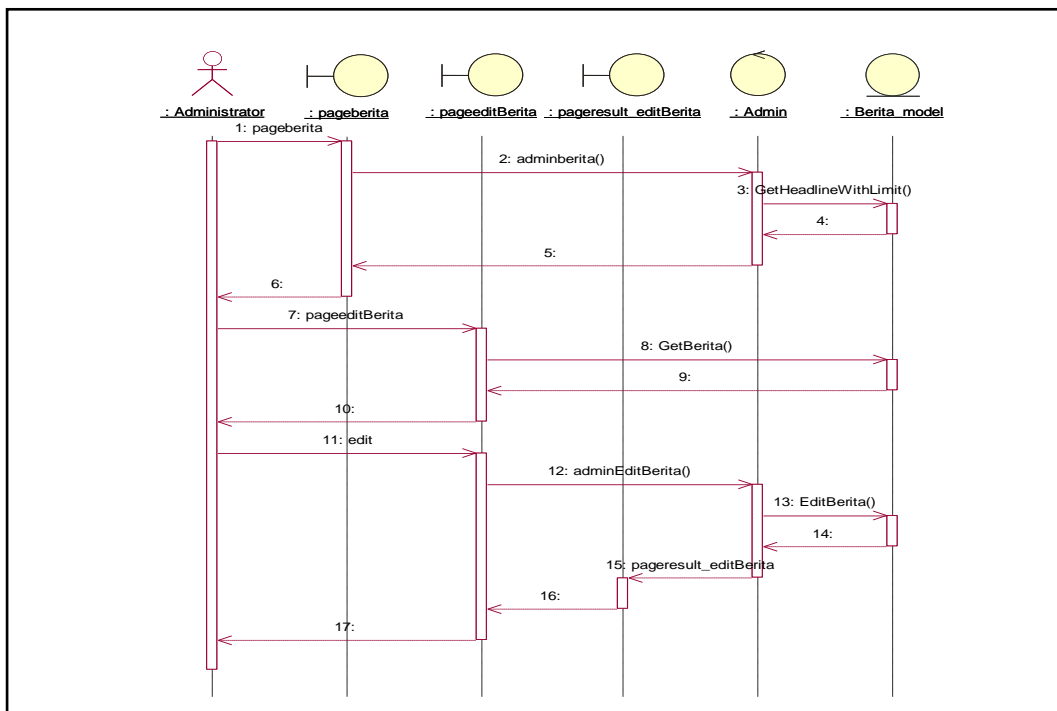 : Administrator
: pageberita
: pageeditBerita
: pageresult_editBerita
: Admin
: Berita_model
1: pageberita
2: adminberita()
3: GetHeadlineWithLimit()
4:
5:
6:
7: pageeditBerita
8: GetBerita()
9:
10:
11: edit
12: adminEditBerita()
13: EditBerita()
14:
15: pageresult_editBerita
16:
17: